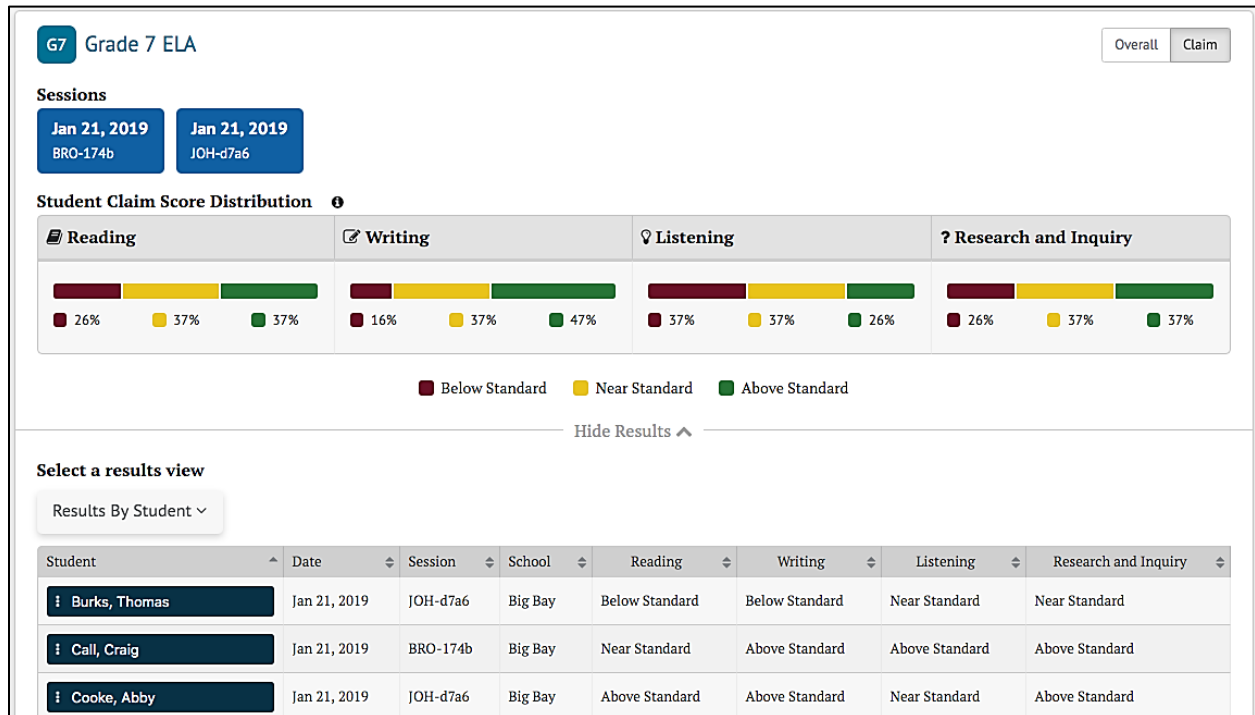 G7 Grade 7 ELA Overall Claim
Sessions
Jan 21, 2019 Jan 21, 2019
BRO-174b JOH-d7a6
Student Claim Score Distribution
Reading Writing Listening ? Research and Inquiry
26% 37% 37% 16% 37% 47% 37% 37% 26% 26% 37% 37%
Below Standard Near Standard Above Standard
Hide Results
Select a results view
Results By Student
Student Date Session School Reading Writing Listening Research and Inquiry
Burks, Thomas Jan 21, 2019 JOH-d7a6 Big Bay Below Standard Below Standard Near Standard Near Standard
Call, Craig Jan 21, 2019 BRO-174b Big Bay Near Standard Above Standard Above Standard Above Standard
Cooke, Abby Jan 21, 2019 JOH-d7a6 Big Bay Above Standard Above Standard Near Standard Above Standard